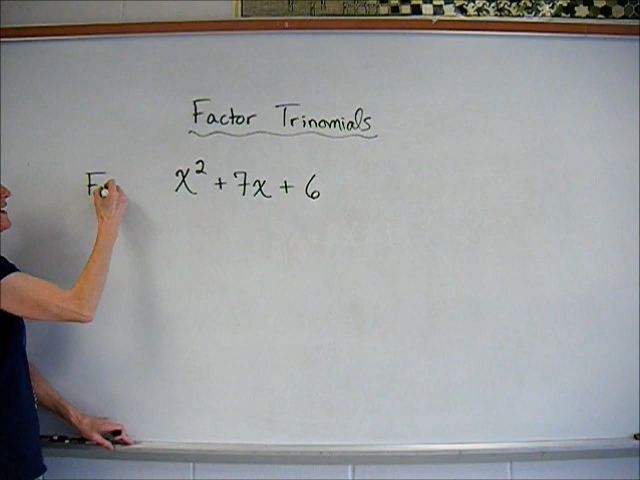 Factor Trinomials
F x² + 7x + 6